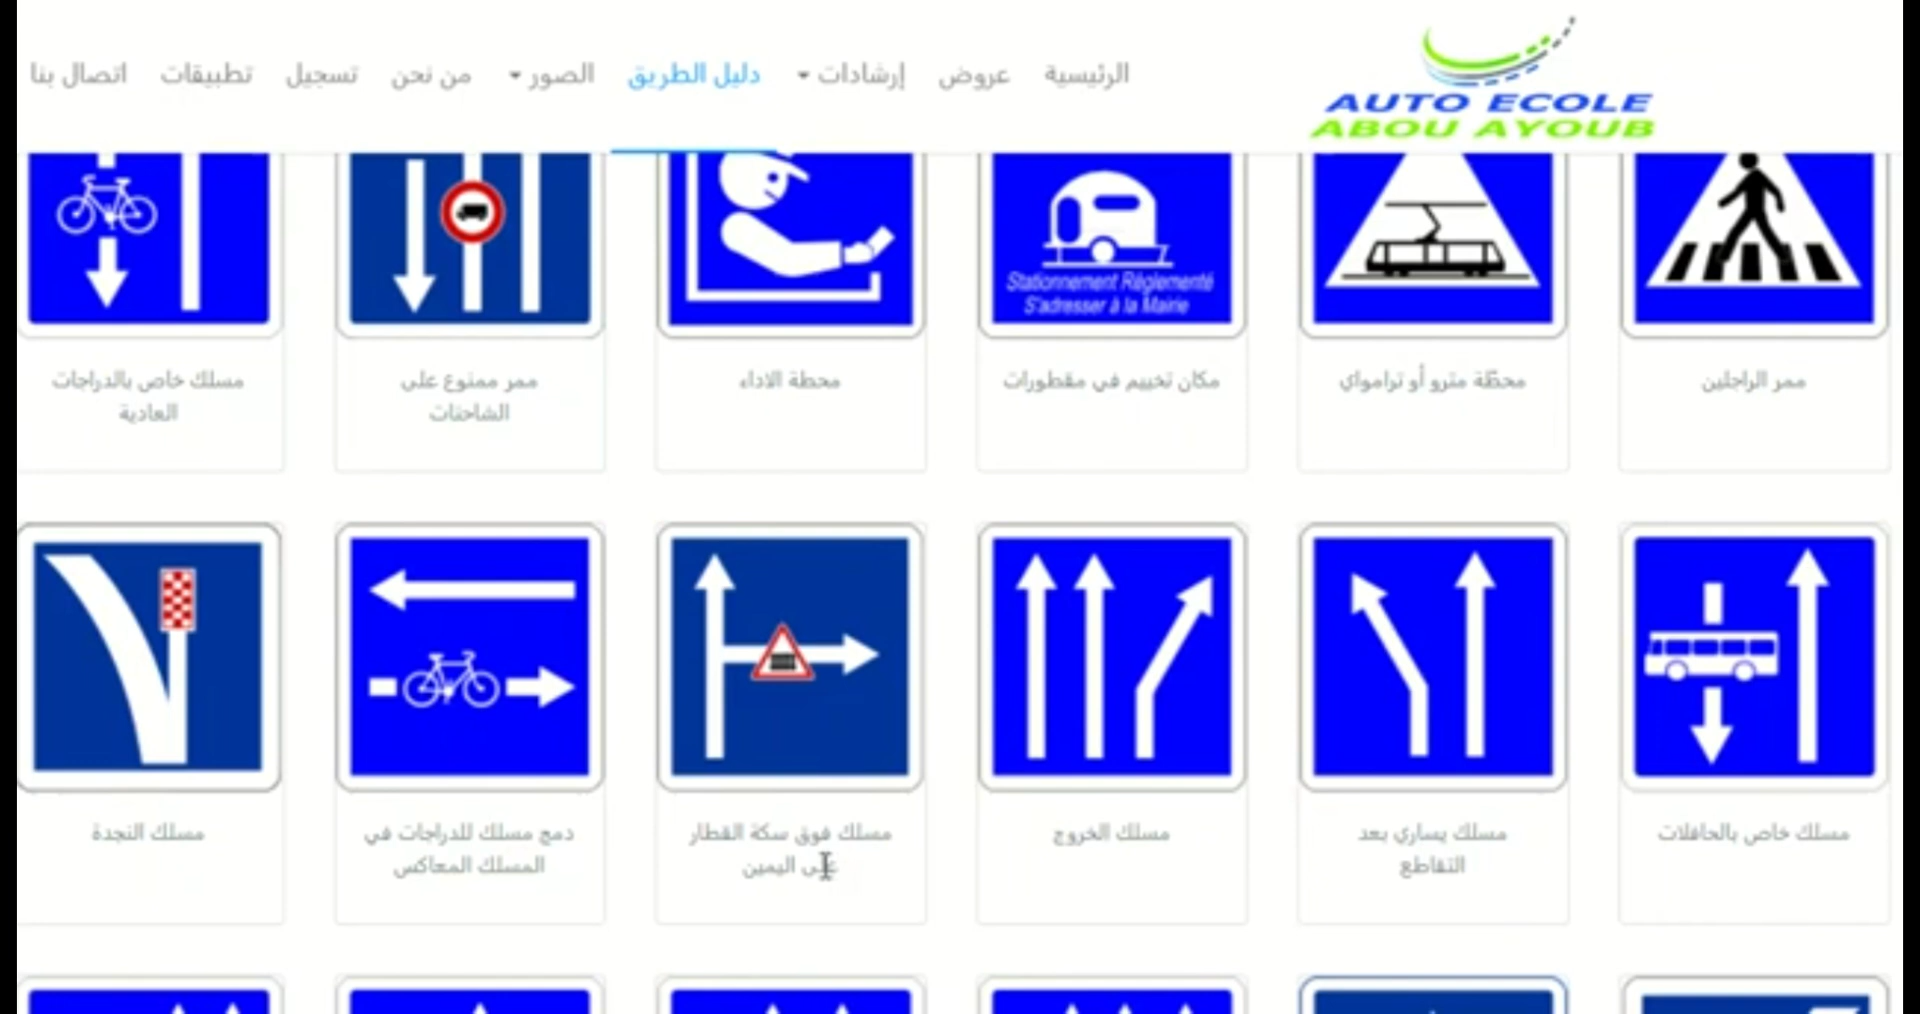 الرئيسية
عروض
إرشادات
دليل الطريق
الصور
من نحن
تسجيل
تطبيقات
اتصال بنا
AUTO ECOLE
ABOU AYOUB
Stationnement Réglementé
S'adresser à la Mairie
ممر الراجلين
محطّة مترو أو تراموای
مكان تخييم في مقطورات
محطة الاداء
ممر ممنوع على
الشاحنات
مسلك خاص بالدراجات
العادية
مسلك خاص بالحافلات
مسلك يساري بعد
التقاطع
مسلك الخروج
مسلك فوق سكة القطار
على اليمين
دمج مسلك للدراجات في
المسلك المعاكس
مسلك النجدة